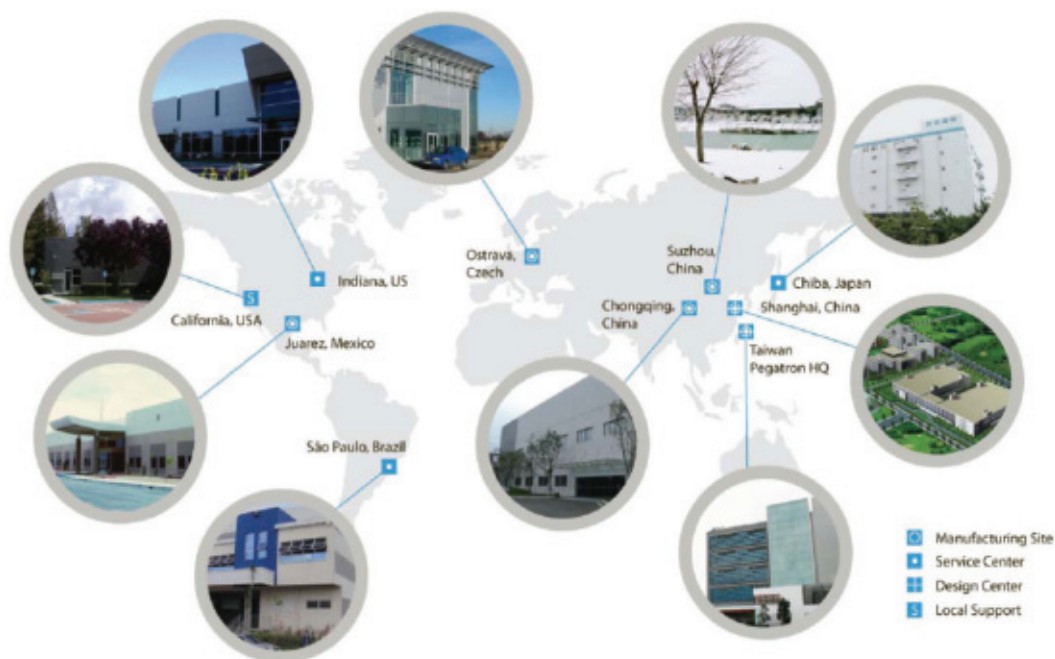 Indiana, US
California, USA
Juarez, Mexico
São Paulo, Brazil
Ostrava,
Czech
Suzhou,
China
Chongqing,
China
Chiba, Japan
Shanghai, China
Taiwan
Pegatron HQ
Manufacturing Site
Service Center
Design Center
S Local Support